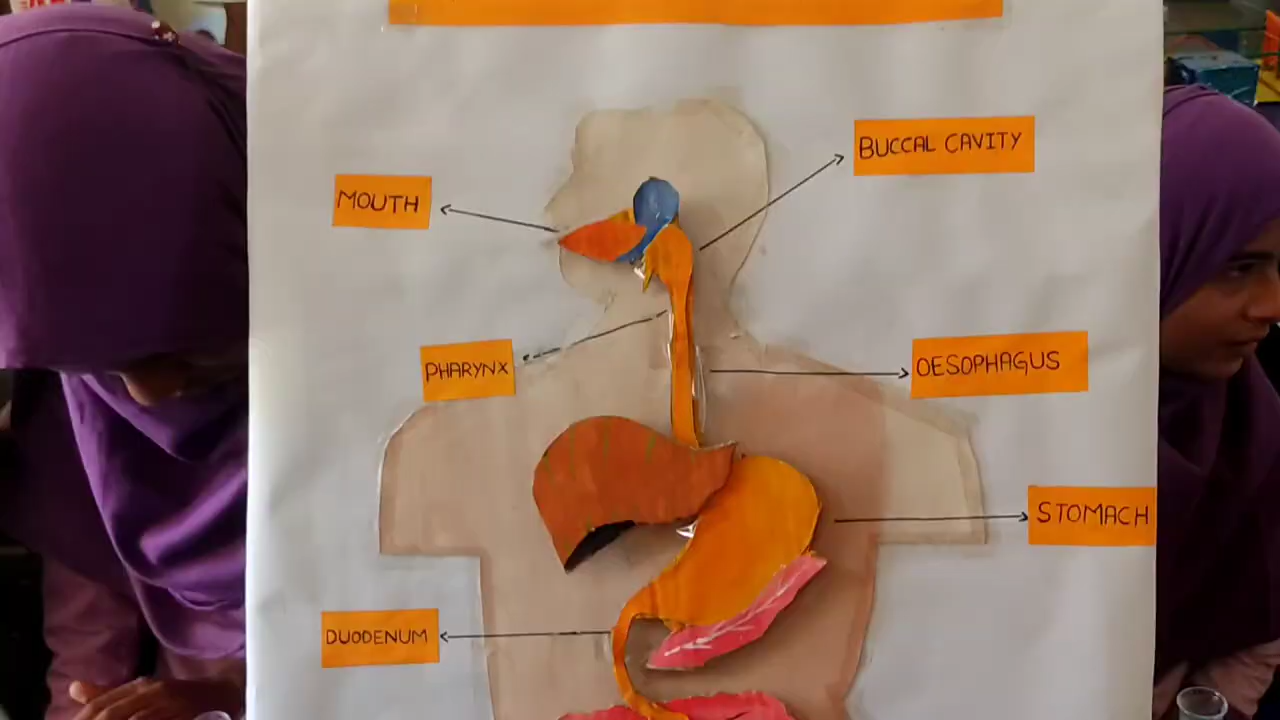 BUCCAL CAVITY
MOUTH
PHARYNX
OESOPHAGUS
STOMACH
DUODENUM